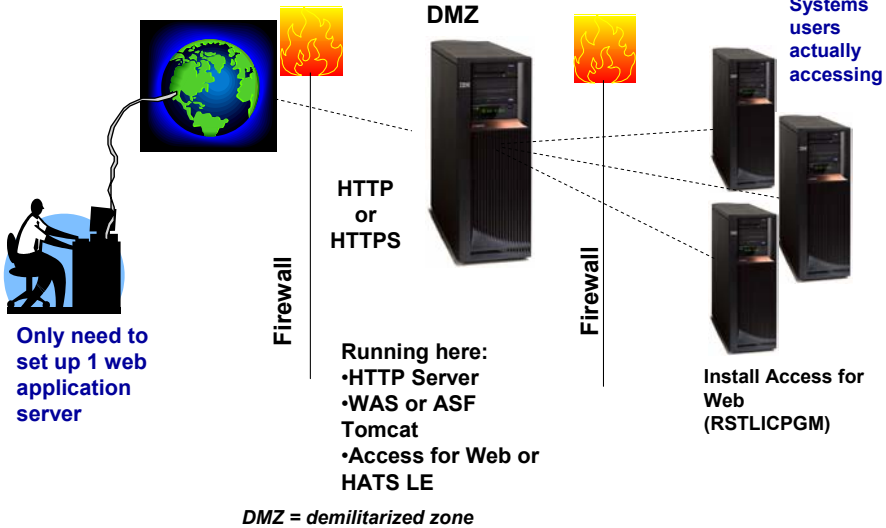 DMZ
Systems
users
actually
accessing
HTTP
or
HTTPS
Firewall
Firewall
Only need to
set up 1 web
application
server
Running here:
•HTTP Server
•WAS or ASF
Tomcat
•Access for Web or
HATS LE
Install Access for
Web
(RSTLICPGM)
DMZ = demilitarized zone